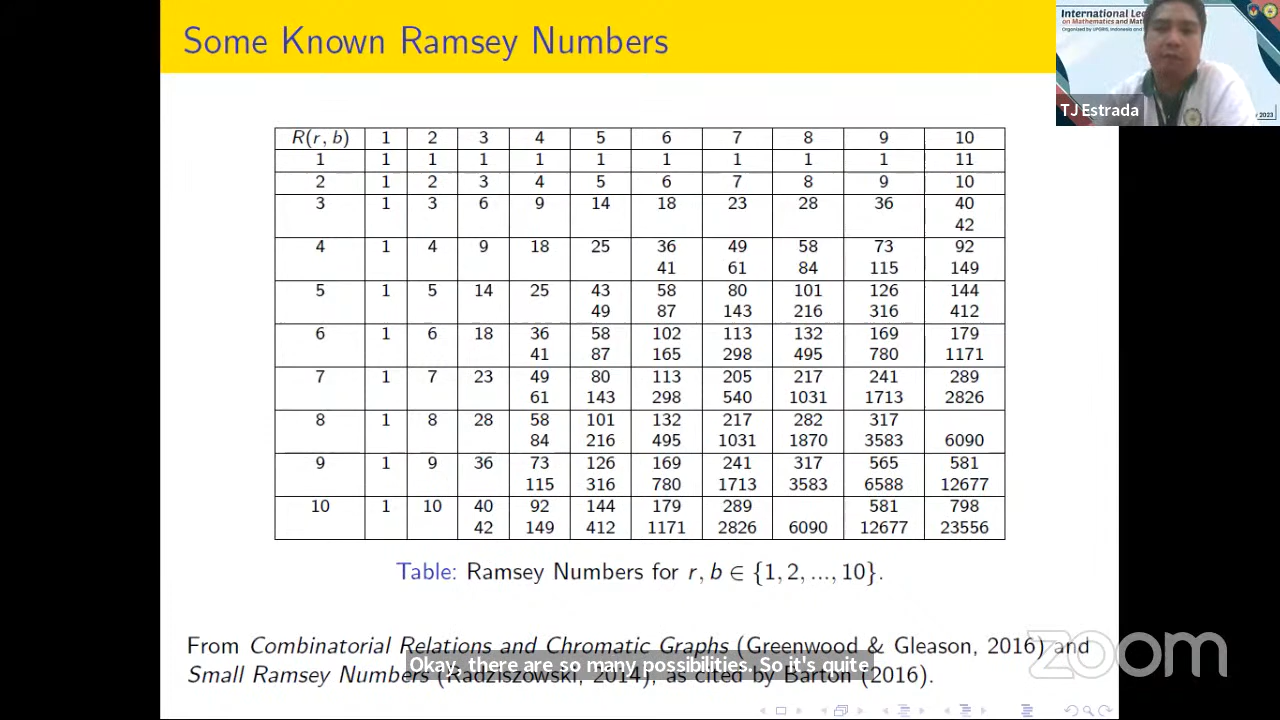 Some Known Ramsey Numbers
International Lec
on Mathematics and Math
Organized by UPGRIS, Indonesia and
TJ Estrada
2023
R(r, b) 1 2 3 4 5 6 7 8 9 10
1 1 1 1 1 1 1 1 1 1 11
2 1 2 3 4 5 6 7 8 9 10
3 1 3 6 9 14 18 23 28 36 40
42
4 1 4 9 18 25 36 49 58 73 92
41 61 84 115 149
5 1 5 14 25 43 58 80 101 126 144
49 87 143 216 316 412
6 1 6 18 36 58 102 113 132 169 179
41 87 165 298 495 780 1171
7 1 7 23 49 80 113 205 217 241 289
61 143 298 540 1031 1713 2826
8 1 8 28 58 101 132 217 282 317
84 216 495 1031 1870 3583 6090
9 1 9 36 73 126 169 241 317 565 581
115 316 780 1713 3583 6588 12677
10 1 10 40 92 144 179 289 581 798
42 149 412 1171 2826 6090 12677 23556
Table: Ramsey Numbers for r, b ∈ {1, 2, ..., 10}.
From Combinatorial Relations and Chromatic Graphs (Greenwood & Gleason, 2016) and
Small Ramsey Numbers (Radziszowski, 2014), as cited by Barton (2016).
Okay, there are so many possibilities. So it's quite
zoom